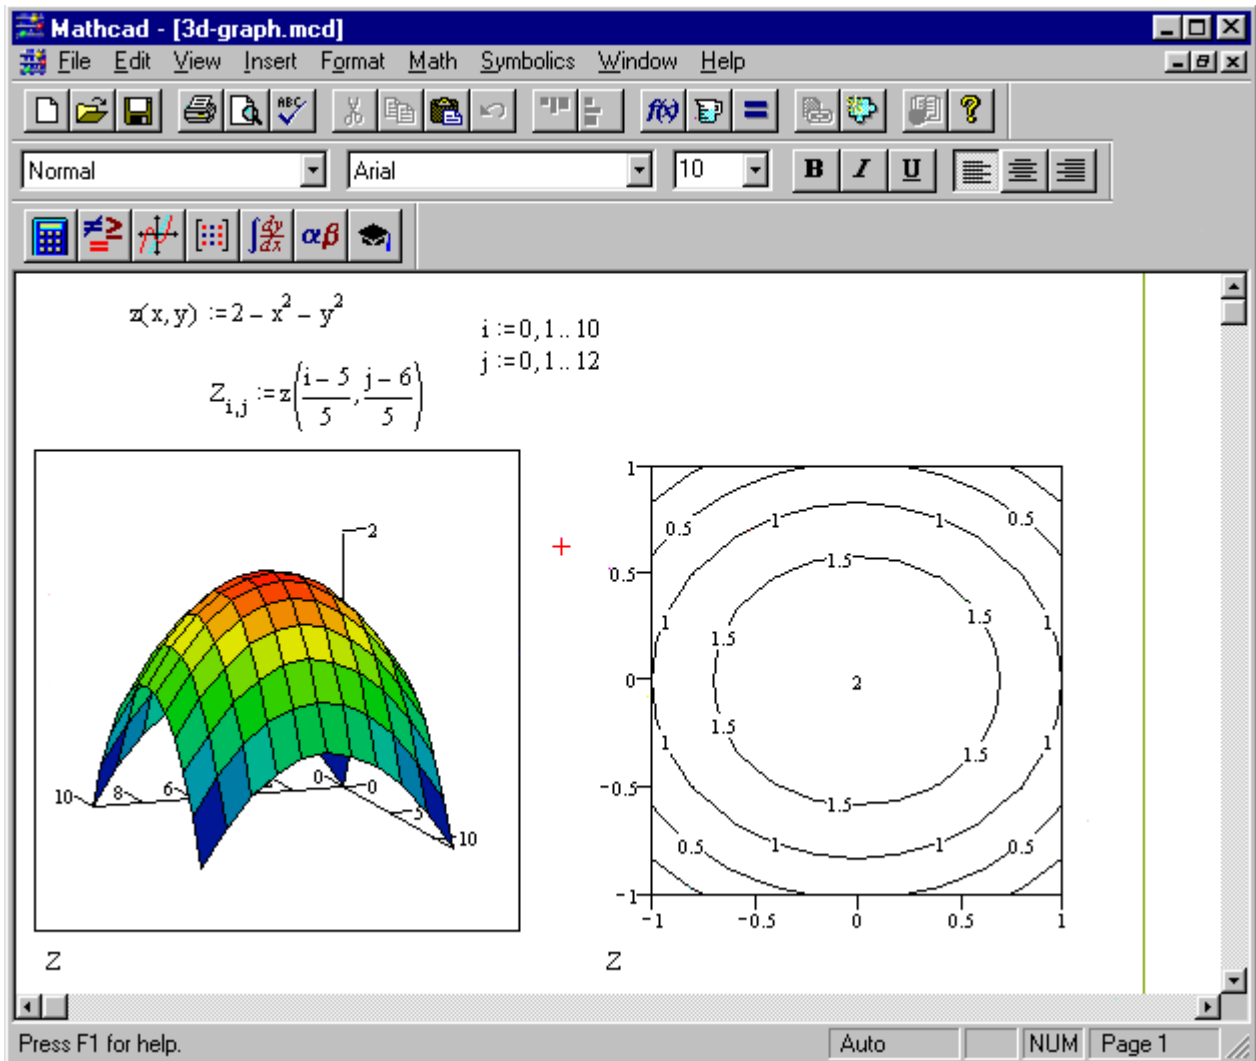 Mathcad - [3d-graph.mcd]
File Edit View Insert Format Math Symbolics Window Help
ABC
f(x) = ?
Normal Arial 10 B I U
≠≥= [:::] ∫dy/dx αβ
z(x,y) := 2 − x² − y²
i := 0, 1 .. 10
j := 0, 1 .. 12
Z i,j := z((i − 5)/5, (j − 6)/5)
2
10 8 6 0 0 5 10
Z
1 0.5 0 -0.5 -1
-1 -0.5 0 0.5 1
0.5 1 1 0.5
1.5
1 1.5 1.5 1
2
1 1.5 1.5 1
1.5
0.5 1 1 0.5
Z
Press F1 for help. Auto NUM Page 1